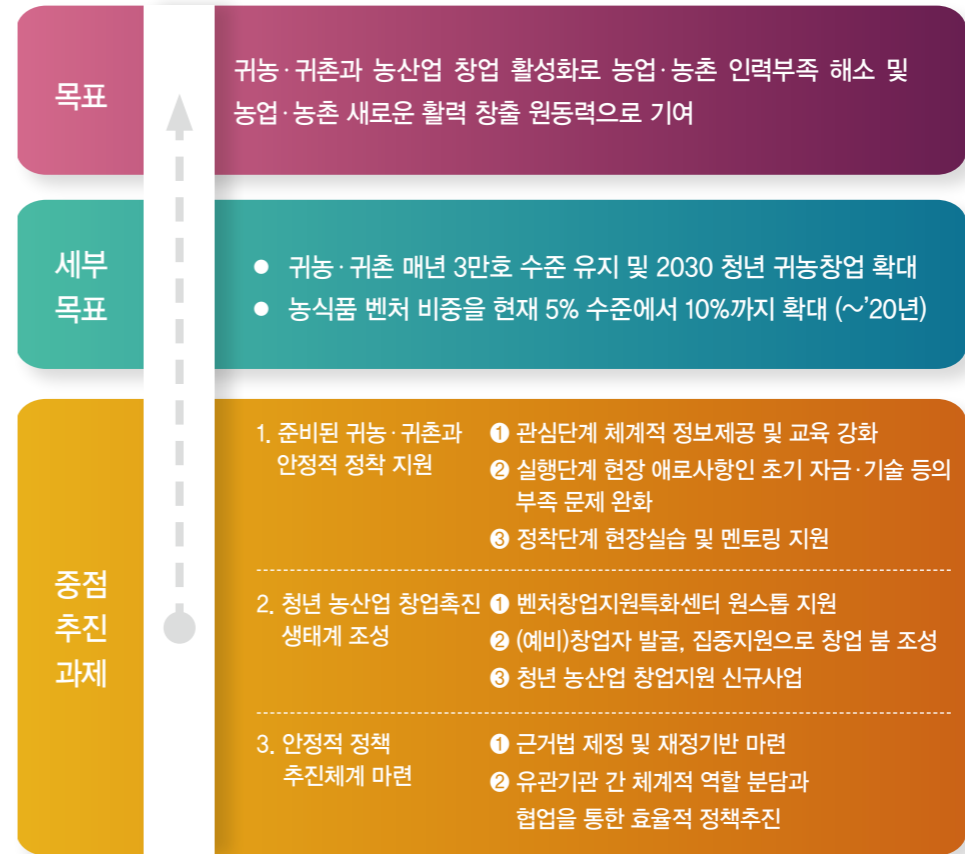 목표
귀농·귀촌과 농산업 창업 활성화로 농업·농촌 인력부족 해소 및
농업·농촌 새로운 활력 창출 원동력으로 기여
세부
목표
● 귀농·귀촌 매년 3만호 수준 유지 및 2030 청년 귀농창업 확대
● 농식품 벤처 비중을 현재 5% 수준에서 10%까지 확대 (~'20년)
중점
추진
과제
1. 준비된 귀농·귀촌과
안정적 정착 지원
❶ 관심단계 체계적 정보제공 및 교육 강화
❷ 실행단계 현장 애로사항인 초기 자금·기술 등의
부족 문제 완화
❸ 정착단계 현장실습 및 멘토링 지원
2. 청년 농산업 창업촉진
생태계 조성
❶ 벤처창업지원특화센터 원스톱 지원
❷ (예비)창업자 발굴, 집중지원으로 창업 붐 조성
❸ 청년 농산업 창업지원 신규사업
3. 안정적 정책
추진체계 마련
❶ 근거법 제정 및 재정기반 마련
❷ 유관기관 간 체계적 역할 분담과
협업을 통한 효율적 정책추진